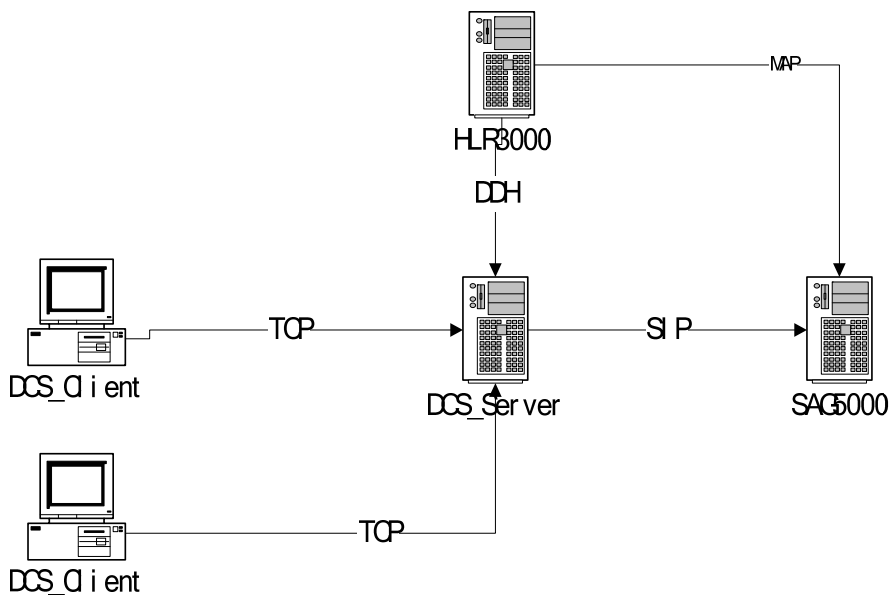 MAP
HLR3000
DDH
TCP
SIP
DCS_Client
DCS_Server
SAG5000
TCP
DCS_Client